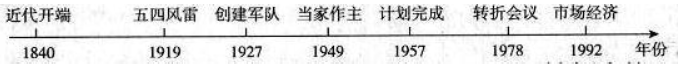 近代开端 五四风雷 创建军队 当家作主 计划完成 转折会议 市场经济
1840 1919 1927 1949 1957 1978 1992 年份